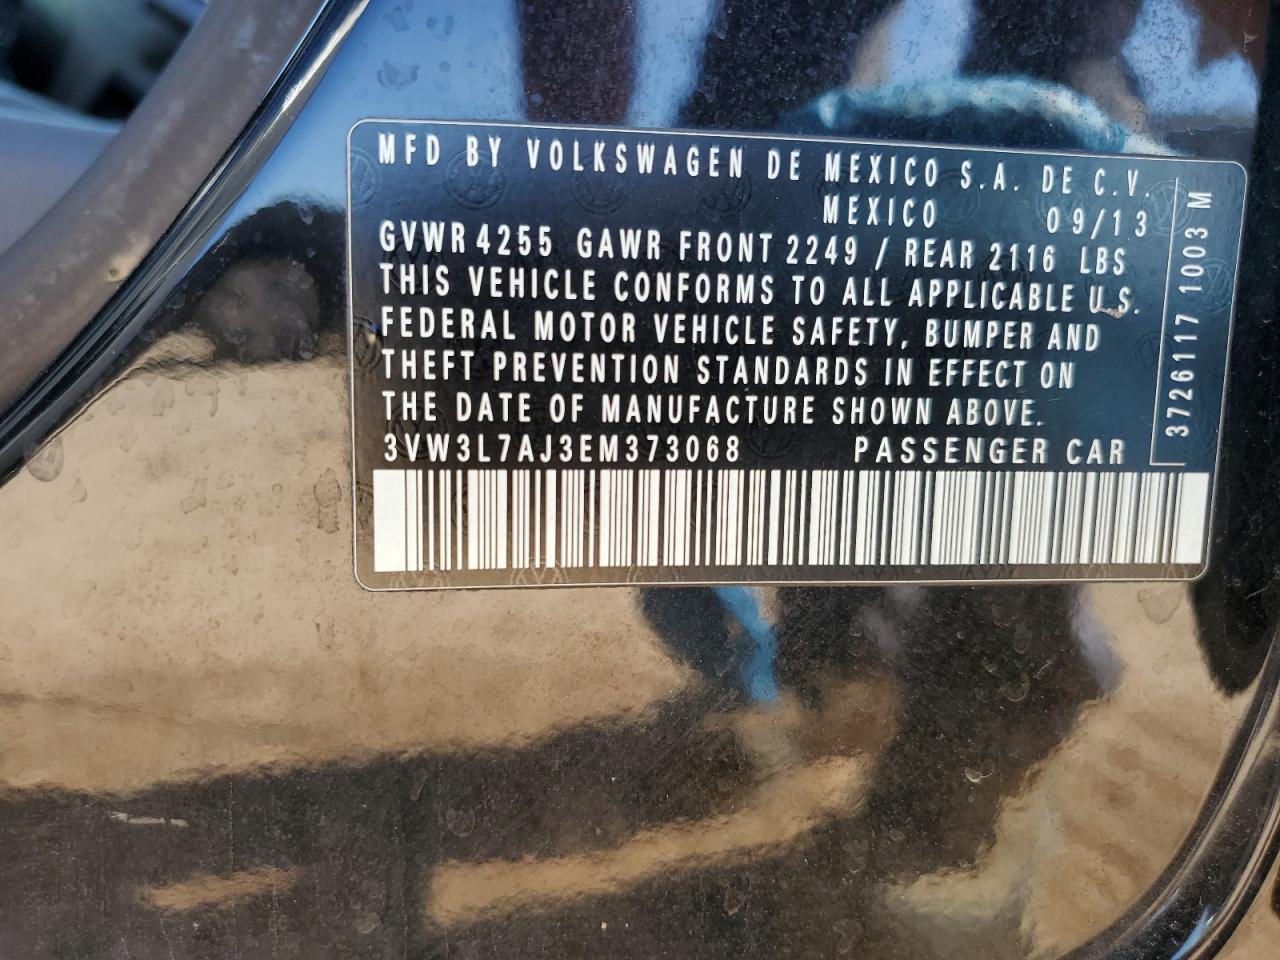 MFD BY VOLKSWAGEN DE MEXICO S.A. DE C.V.
MEXICO 09/13
GVWR 4255 GAWR FRONT 2249 / REAR 2116 LBS
THIS VEHICLE CONFORMS TO ALL APPLICABLE U.S.
FEDERAL MOTOR VEHICLE SAFETY, BUMPER AND
THEFT PREVENTION STANDARDS IN EFFECT ON
THE DATE OF MANUFACTURE SHOWN ABOVE.
3VW3L7AJ3EM373068 PASSENGER CAR
3726117 1003 M